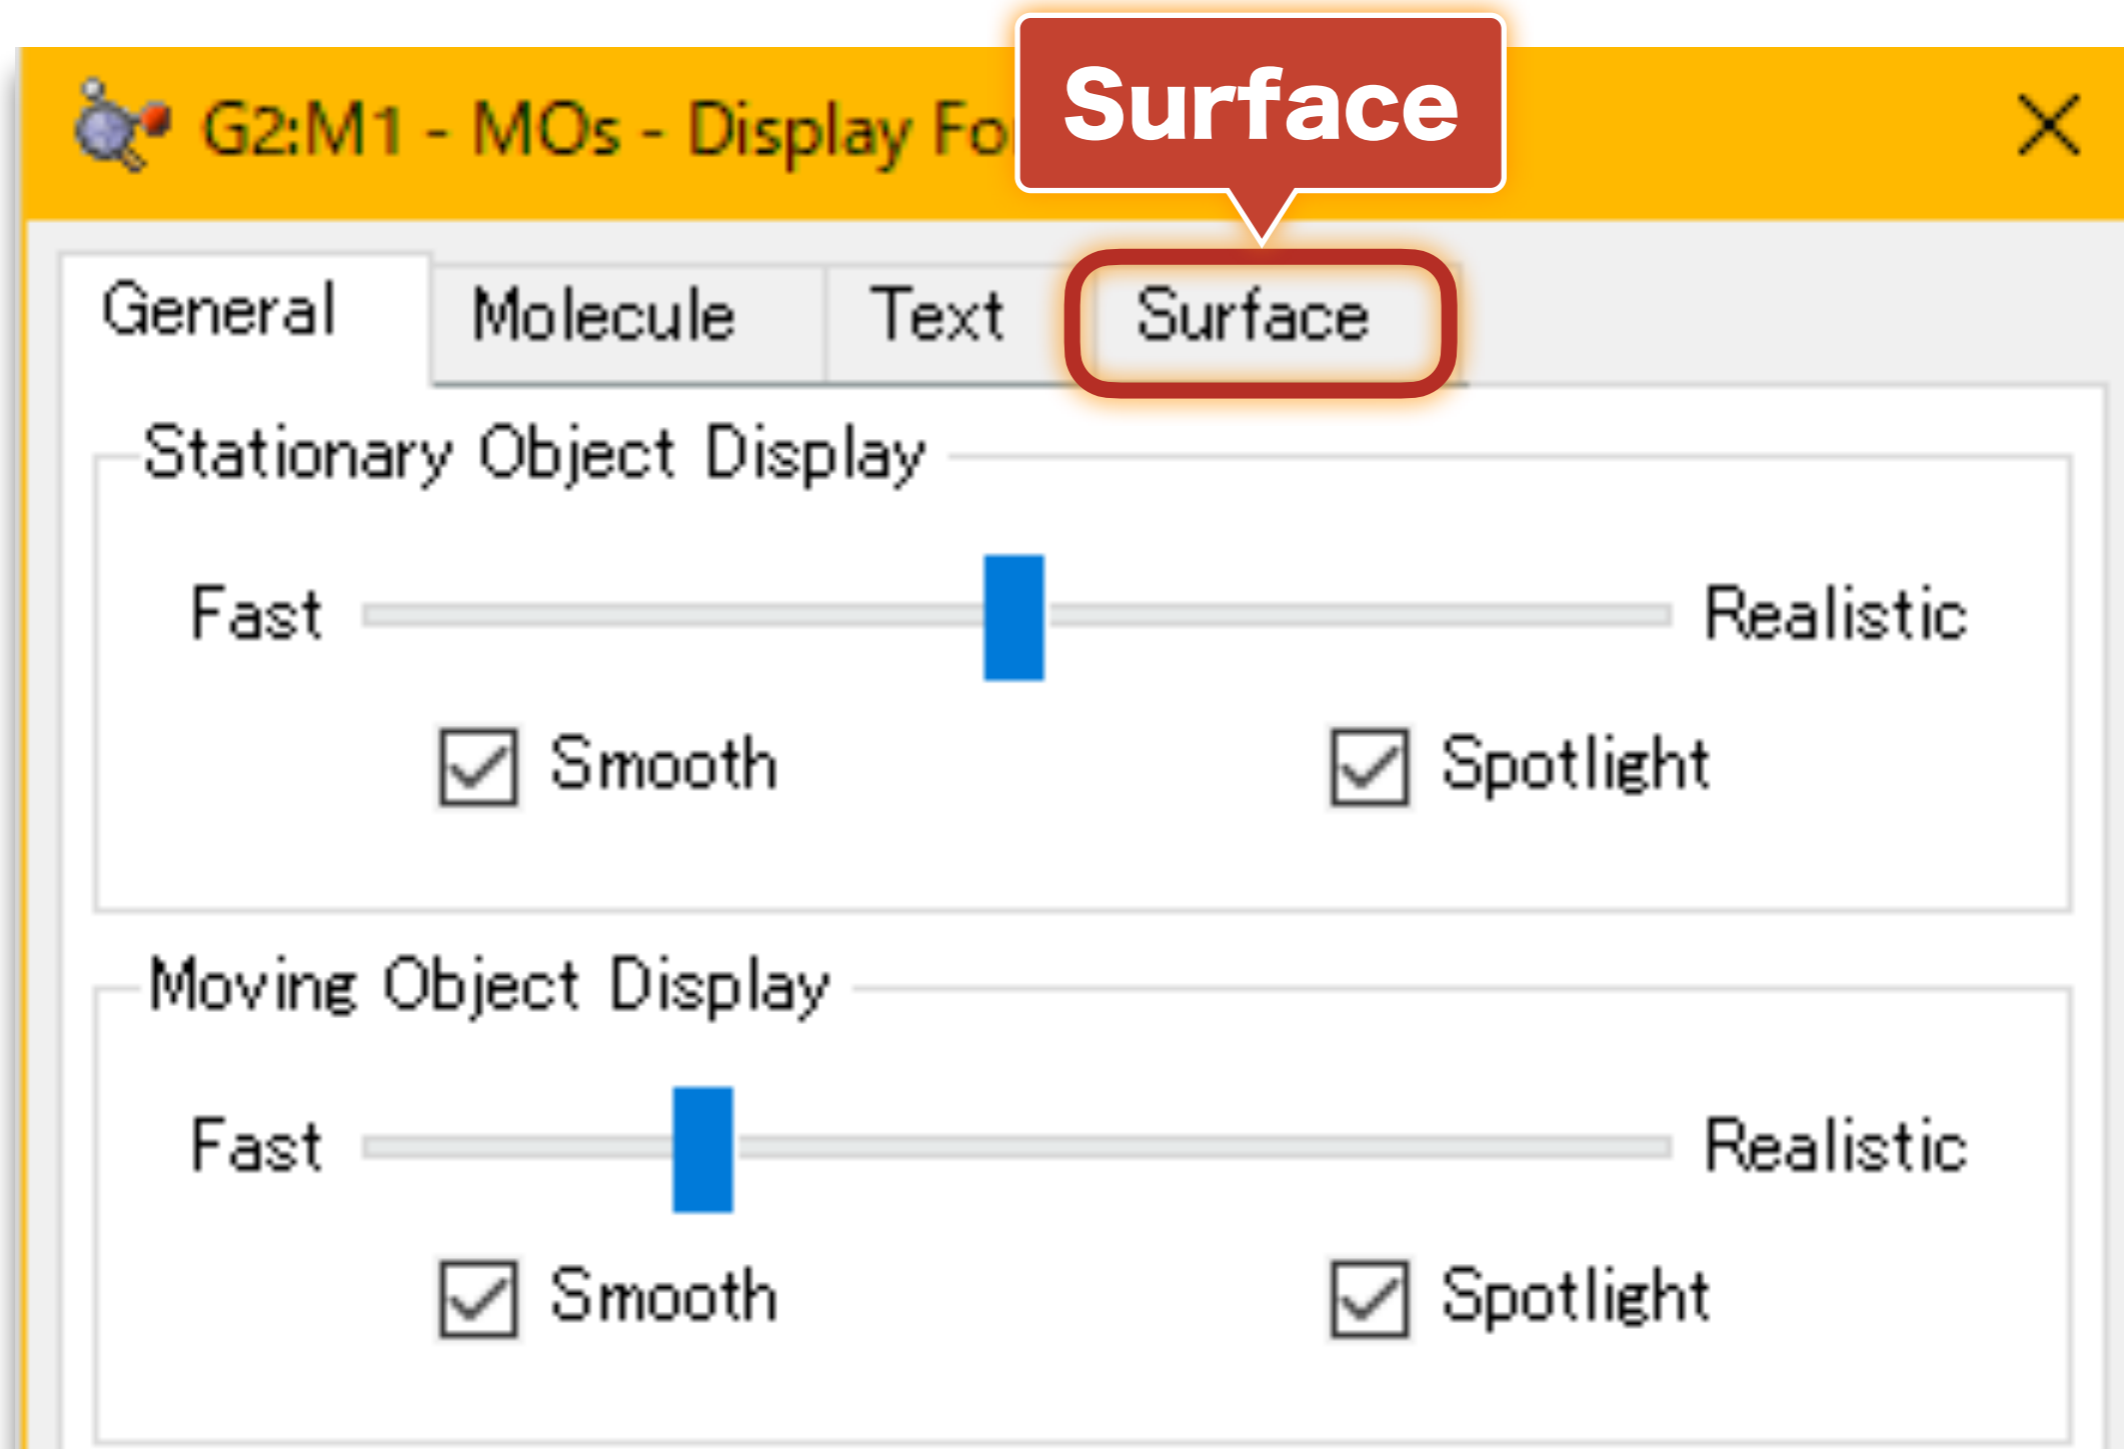 Surface
G2:M1 - MOs - Display Fo
General Molecule Text Surface
Stationary Object Display
Fast Realistic
Smooth Spotlight
Moving Object Display
Fast Realistic
Smooth Spotlight